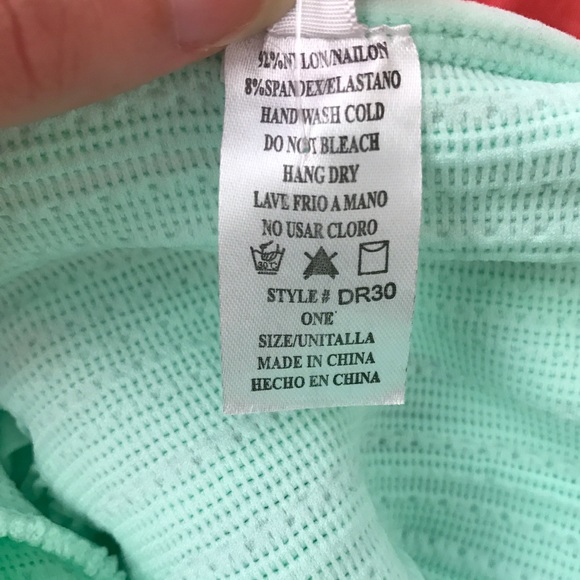 92%NYLON/NAILON
8%SPANDEX/ELASTANO
HAND WASH COLD
DO NOT BLEACH
HANG DRY
LAVE FRIO A MANO
NO USAR CLORO
STYLE # DR30
ONE
SIZE/UNITALLA
MADE IN CHINA
HECHO EN CHINA